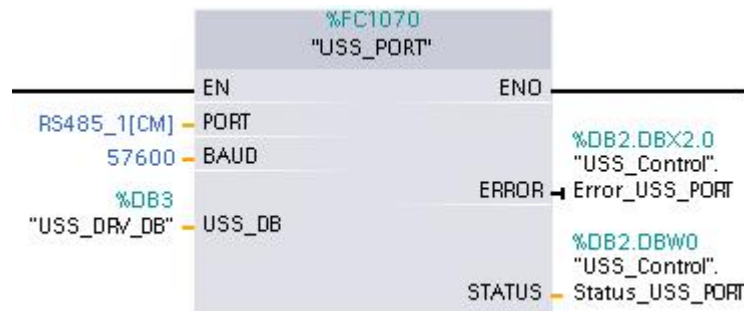 %FC1070
"USS_PORT"
EN ENO
RS485_1[CM] PORT
57600 BAUD
%DB2.DBX2.0
"USS_Control".
ERROR Error_USS_PORT
%DB3
"USS_DRV_DB" USS_DB
%DB2.DBW0
"USS_Control".
STATUS Status_USS_PORT